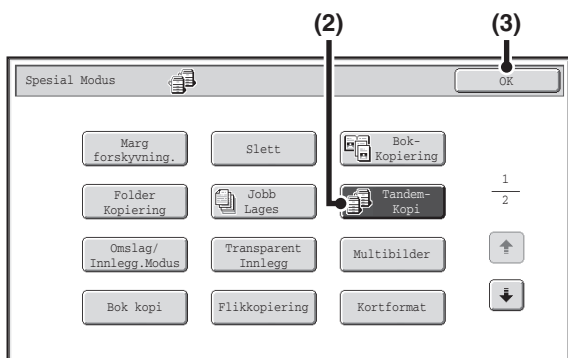 (2)
(3)
Spesial Modus
OK
Marg
forskyvning.
Slett
Bok-
Kopiering
Folder
Kopiering
Jobb
Lages
Tandem-
Kopi
1
2
Omslag/
Innlegg.Modus
Transparent
Innlegg
Multibilder
Bok kopi
Flikkopiering
Kortformat